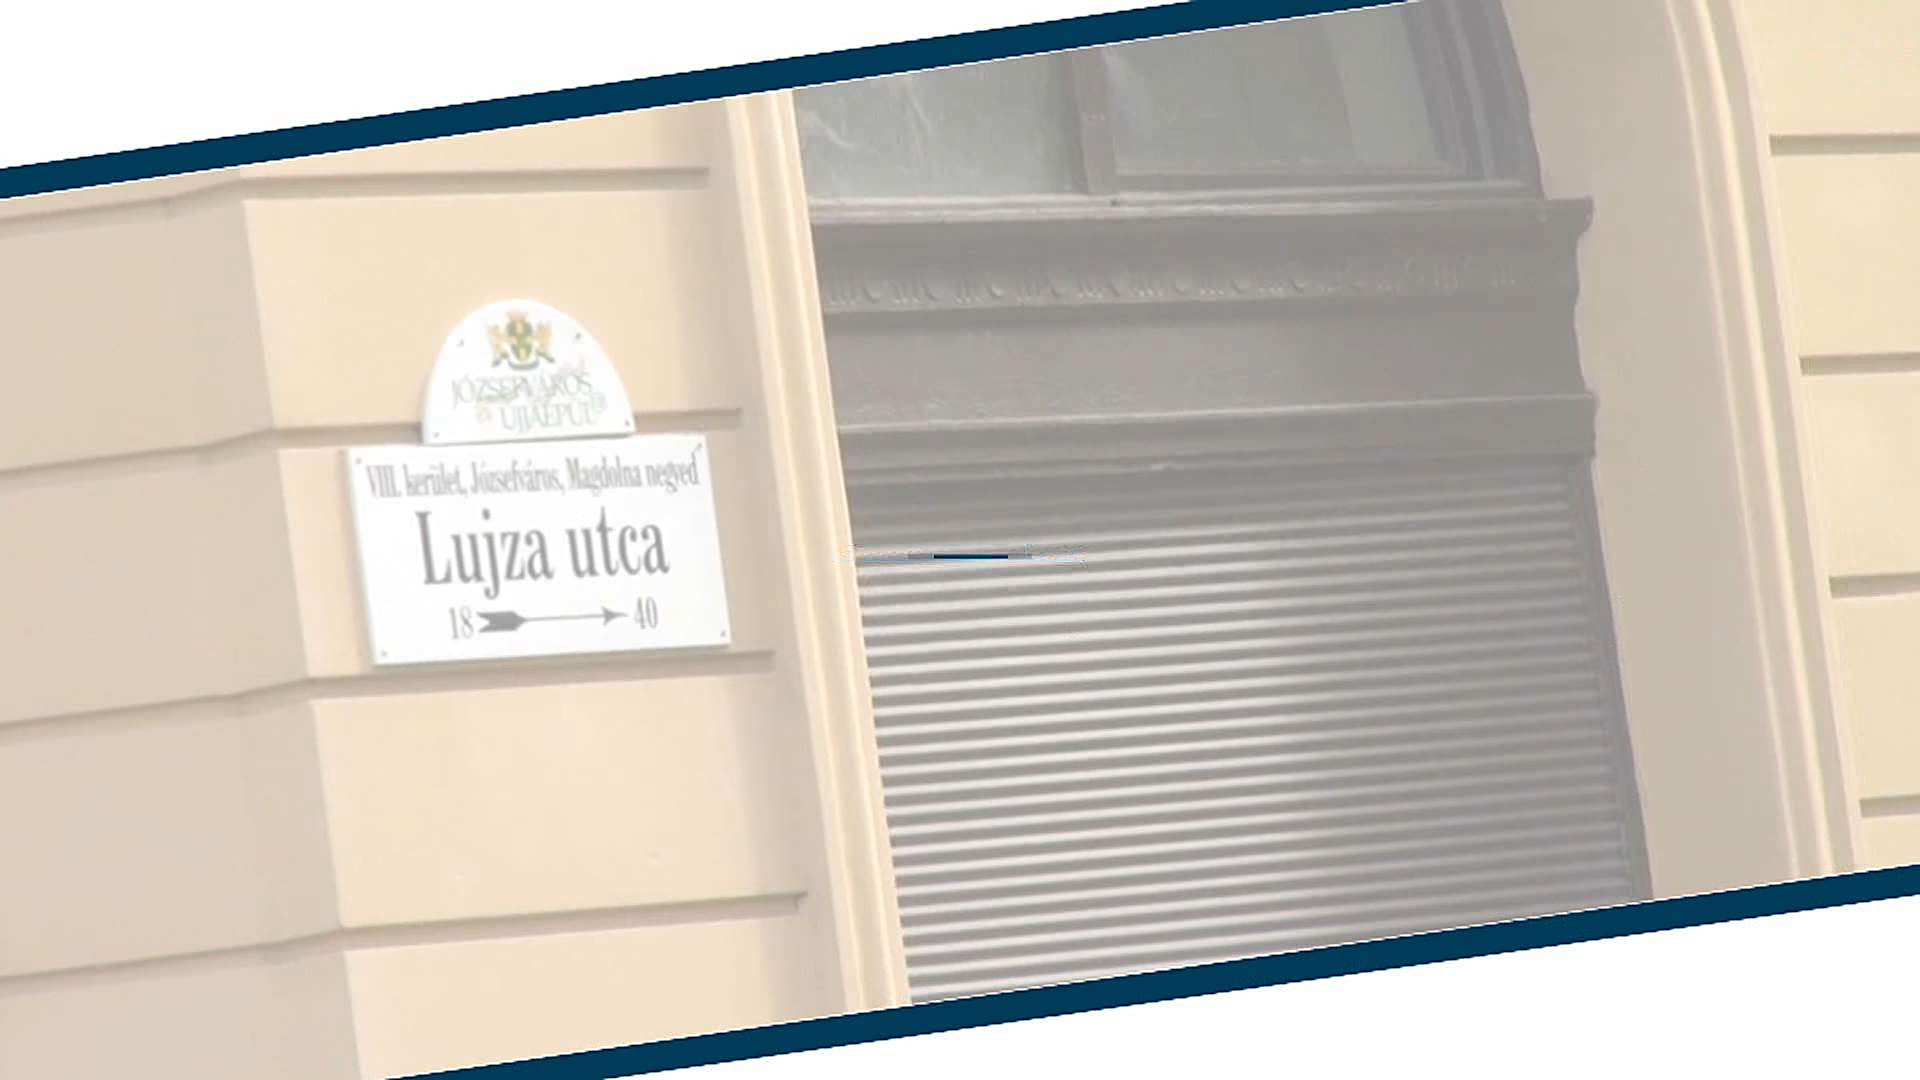 JÓZSEFVÁROS
ÚJJÁÉPÜL
VIII. kerület, Józsefváros, Magdolna negyed
Lujza utca
18 40